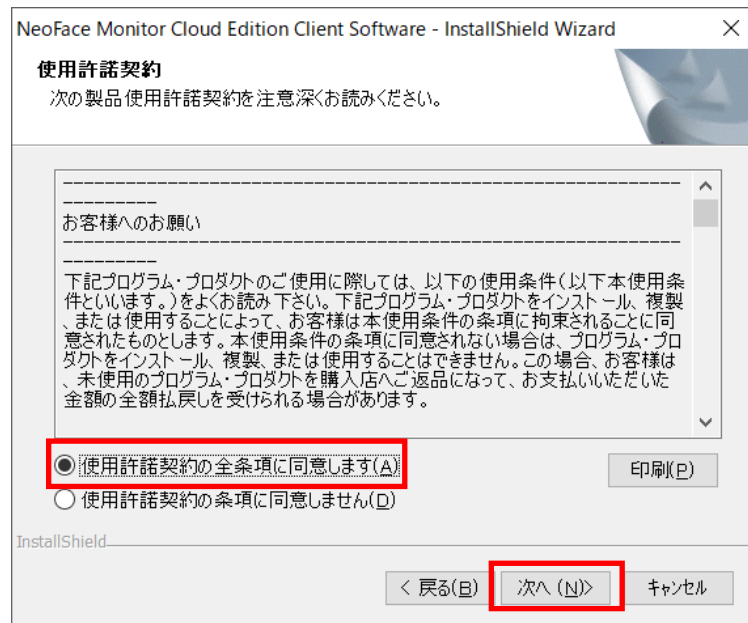 NeoFace Monitor Cloud Edition Client Software - InstallShield Wizard
使用許諾契約
次の製品使用許諾契約を注意深くお読みください。
--------------------------------------------------------------
---------
お客様へのお願い
--------------------------------------------------------------
---------
下記プログラム・プロダクトのご使用に際しては、以下の使用条件(以下本使用条
件といいます。)をよくお読み下さい。下記プログラム・プロダクトをインストール、複製
、または使用することによって、お客様は本使用条件の条項に拘束されることに同
意されたものとします。本使用条件の条項に同意されない場合は、プログラム・プロ
ダクトをインストール、複製、または使用することはできません。この場合、お客様は
、未使用のプログラム・プロダクトを購入店へご返品になって、お支払いいただいた
金額の全額払戻しを受けられる場合があります。
使用許諾契約の全条項に同意します(A)
印刷(P)
使用許諾契約の条項に同意しません(D)
InstallShield
< 戻る(B)
次へ (N)>
キャンセル